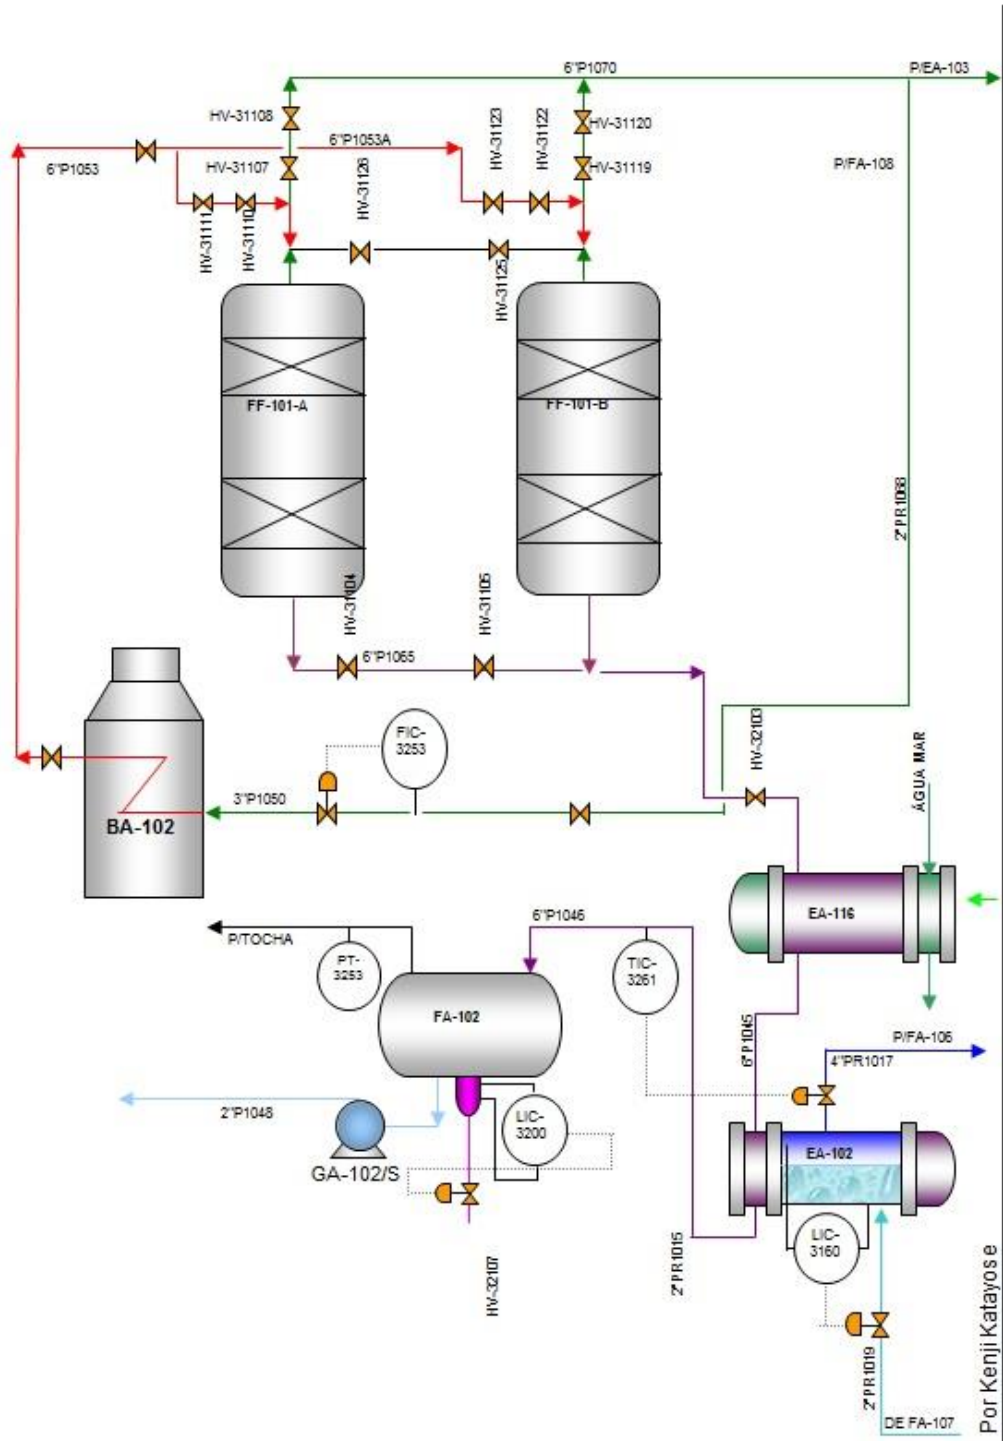 6"P1070
P/EA-103
HV-31108
HV-31123
HV-31122
HV-31120
6"P1053A
6"P1053
HV-31107
HV-31126
HV-31119
P/FA-108
HV-31111
HV-31110
HV-31125
FF-101-A
FF-101-B
2"PR1068
HV-31104
HV-31105
6"P1065
FIC-
3253
HV-32103
ÁGUA MAR
3"P1050
BA-102
EA-116
6"P1046
P/TOCHA
PT-
3253
TIC-
3261
FA-102
6"P1045
P/FA-106
4"PR1017
2"P1048
LIC-
3200
EA-102
GA-102/S
LIC-
3160
2"PR1015
HV-32107
2"PR1019
DE FA-107
Por Kenji Katayose